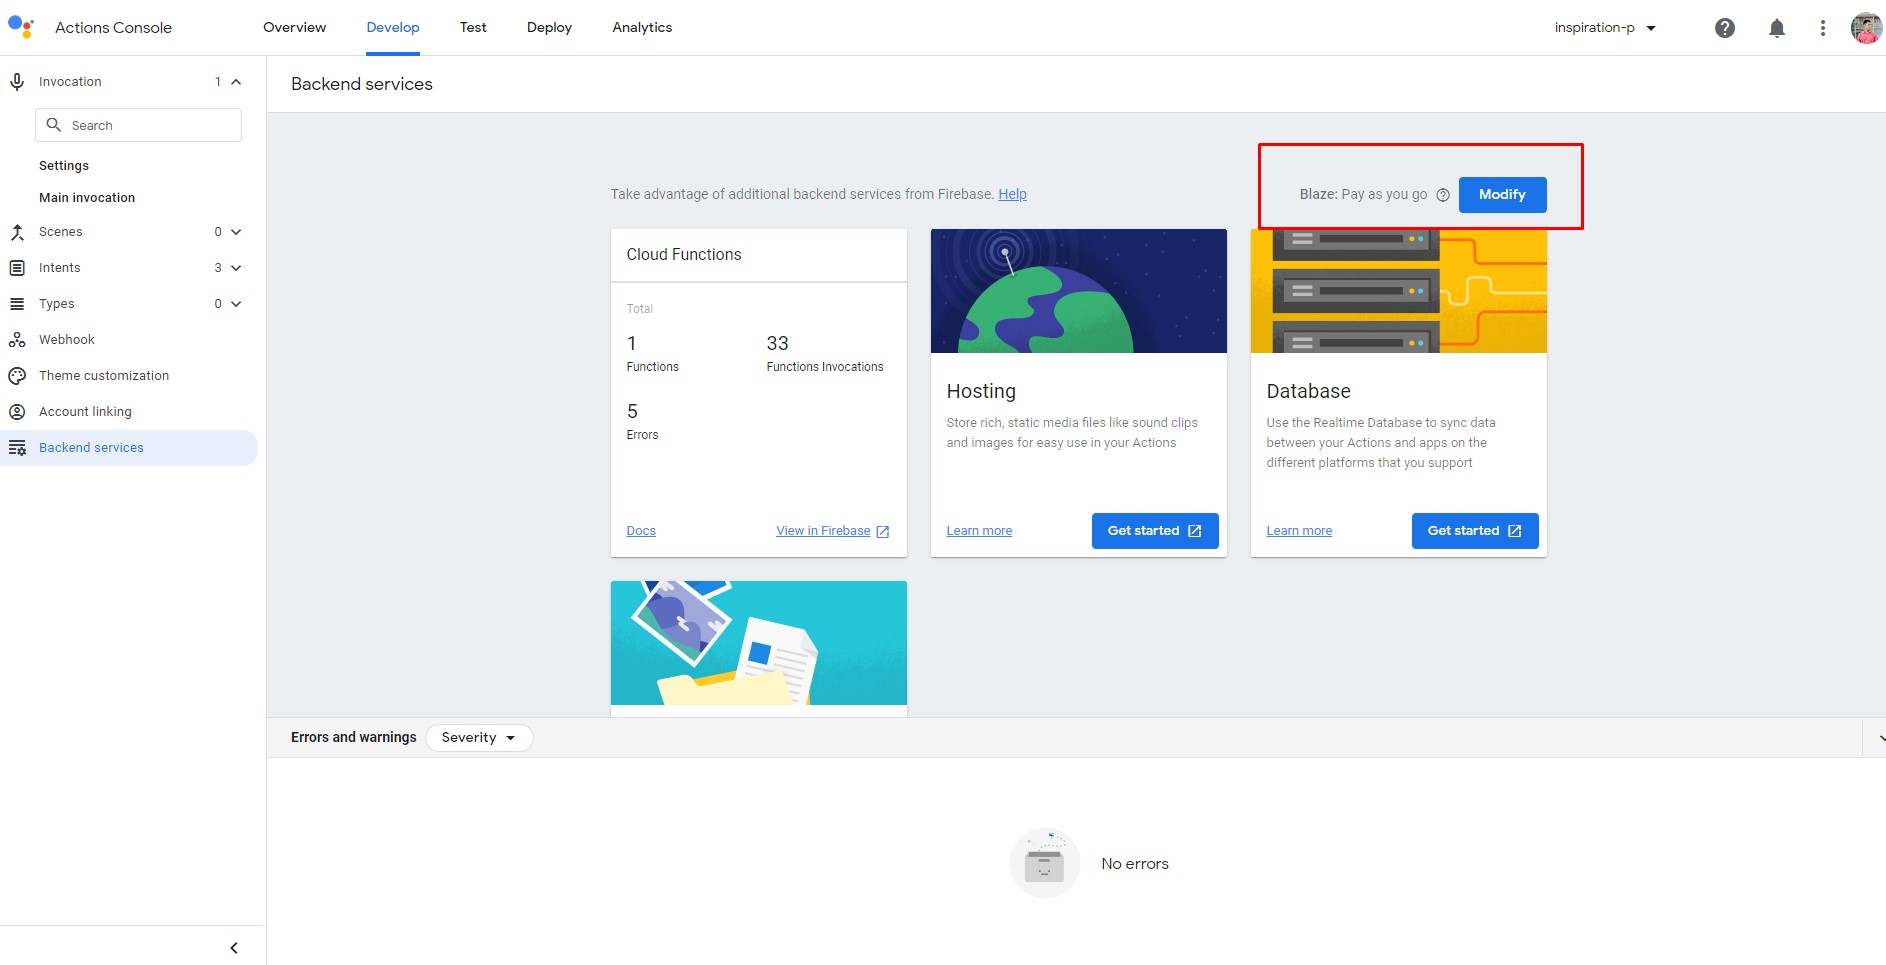 Actions Console
Overview
Develop
Test
Deploy
Analytics
inspiration-p
Invocation
1
Search
Settings
Main invocation
Scenes
0
Intents
3
Types
0
Webhook
Theme customization
Account linking
Backend services
Backend services
Take advantage of additional backend services from Firebase. Help
Blaze: Pay as you go
Modify
Cloud Functions
Total
1
Functions
33
Functions Invocations
5
Errors
Docs
View in Firebase
Hosting
Store rich, static media files like sound clips
and images for easy use in your Actions
Learn more
Get started
Database
Use the Realtime Database to sync data
between your Actions and apps on the
different platforms that you support
Learn more
Get started
Errors and warnings
Severity
No errors